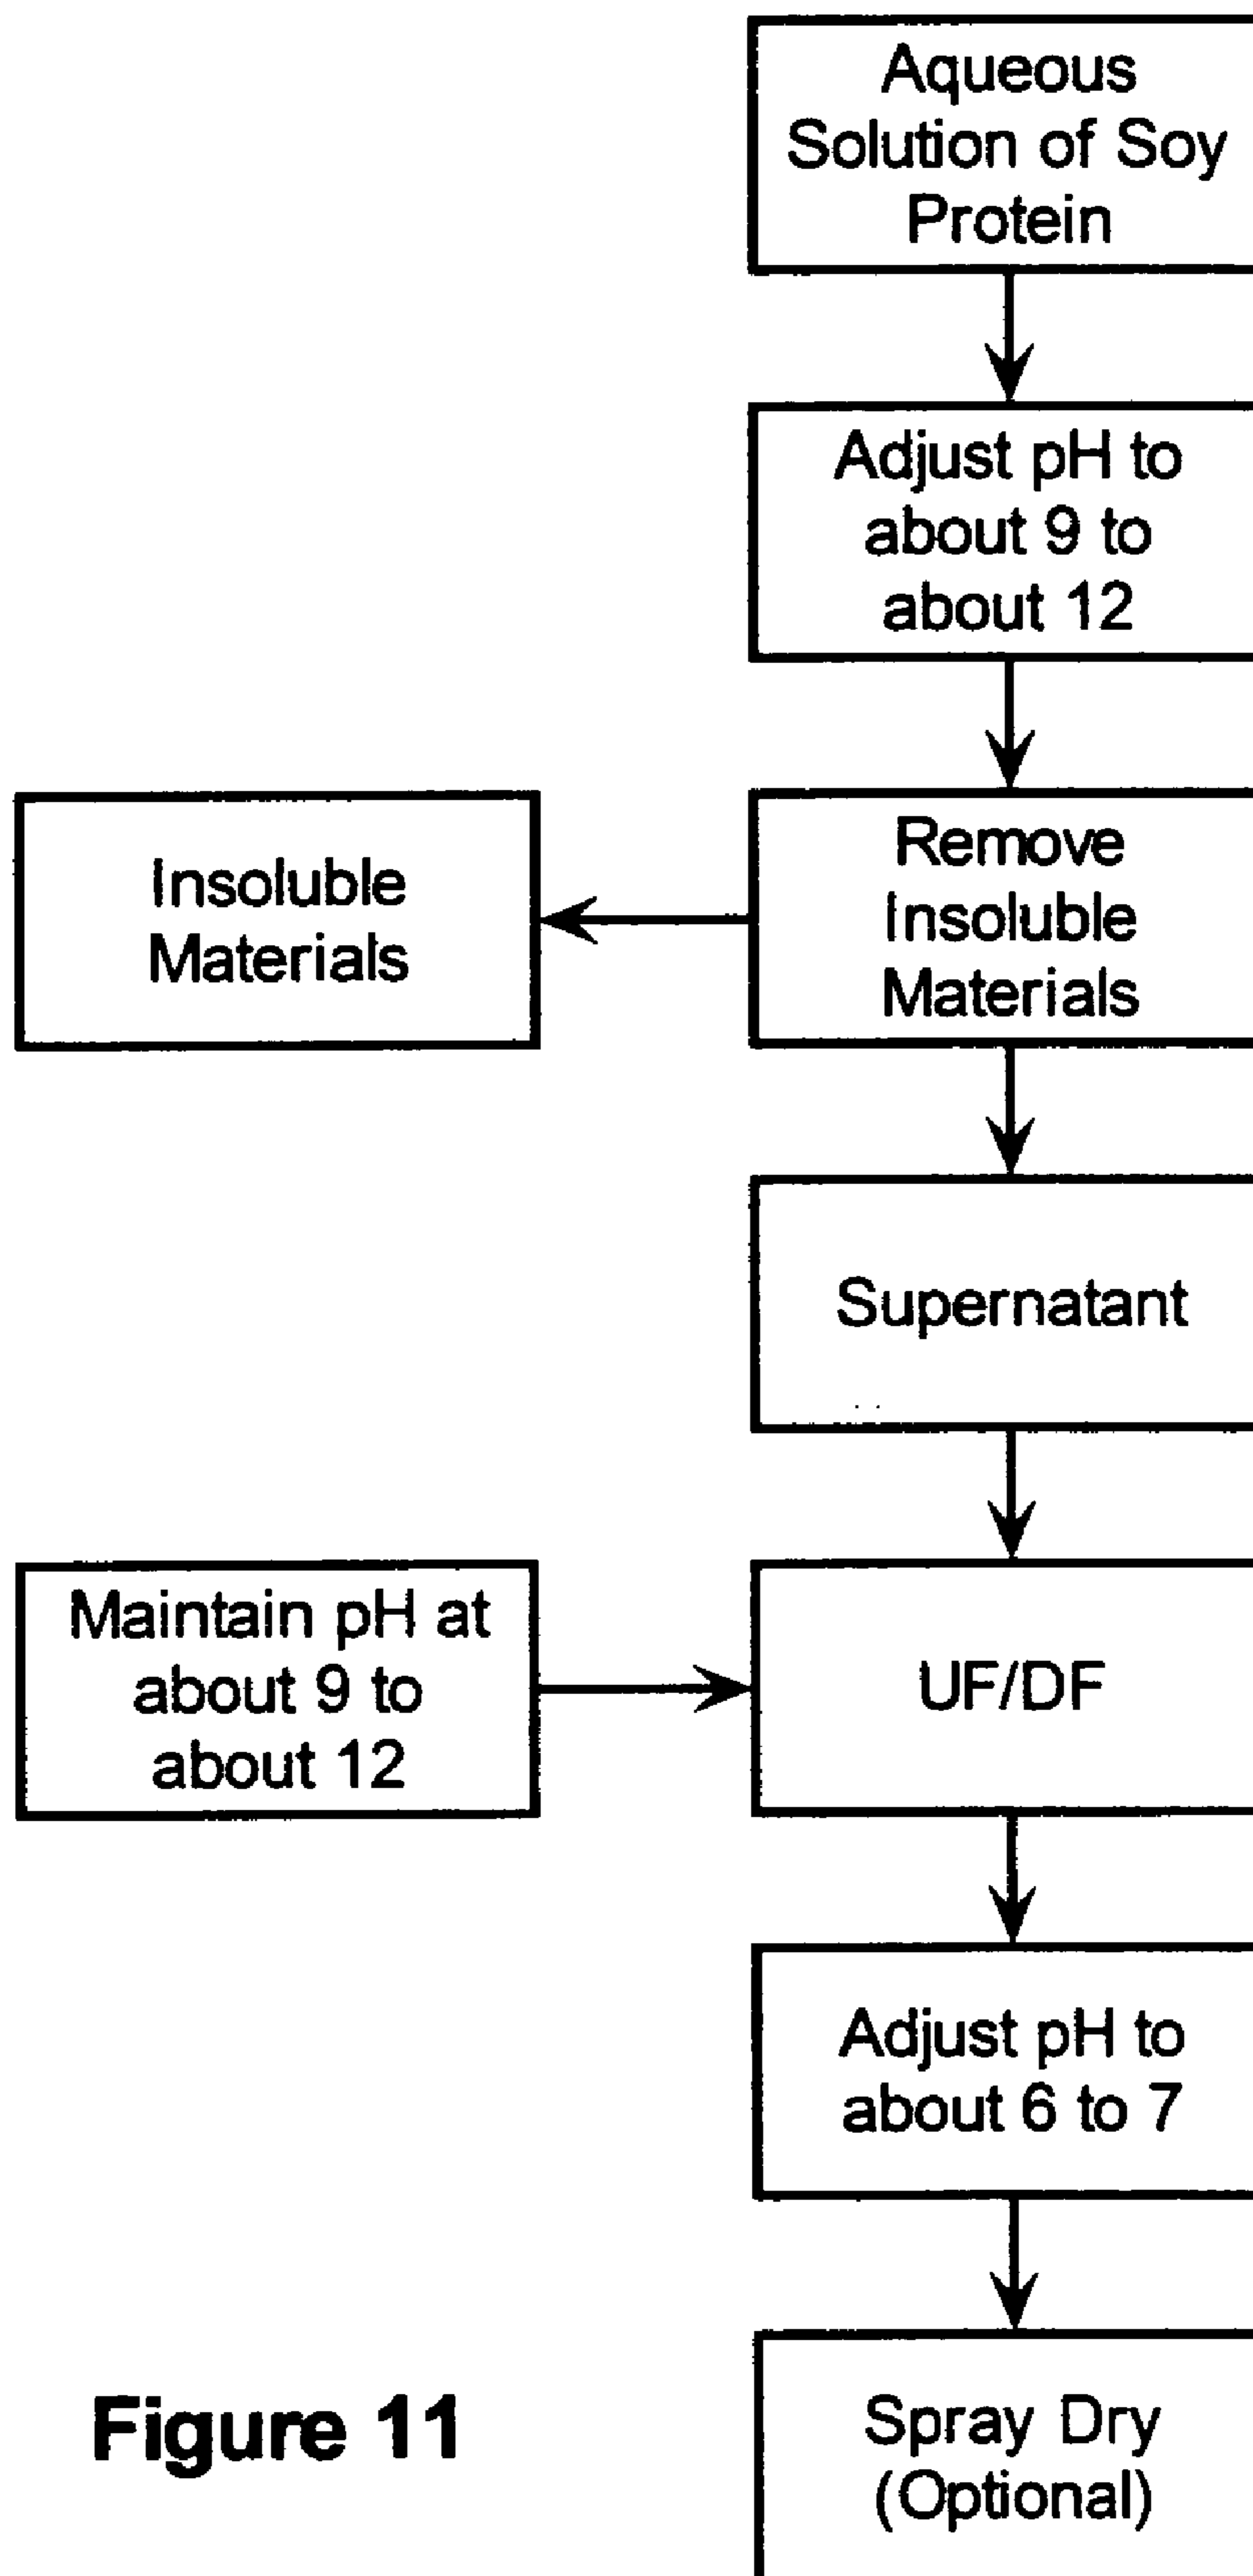 Aqueous
Solution of Soy
Protein
Adjust pH to
about 9 to
about 12
Insoluble
Materials
Remove
Insoluble
Materials
Supernatant
Maintain pH at
about 9 to
about 12
UF/DF
Adjust pH to
about 6 to 7
Figure 11
Spray Dry
(Optional)